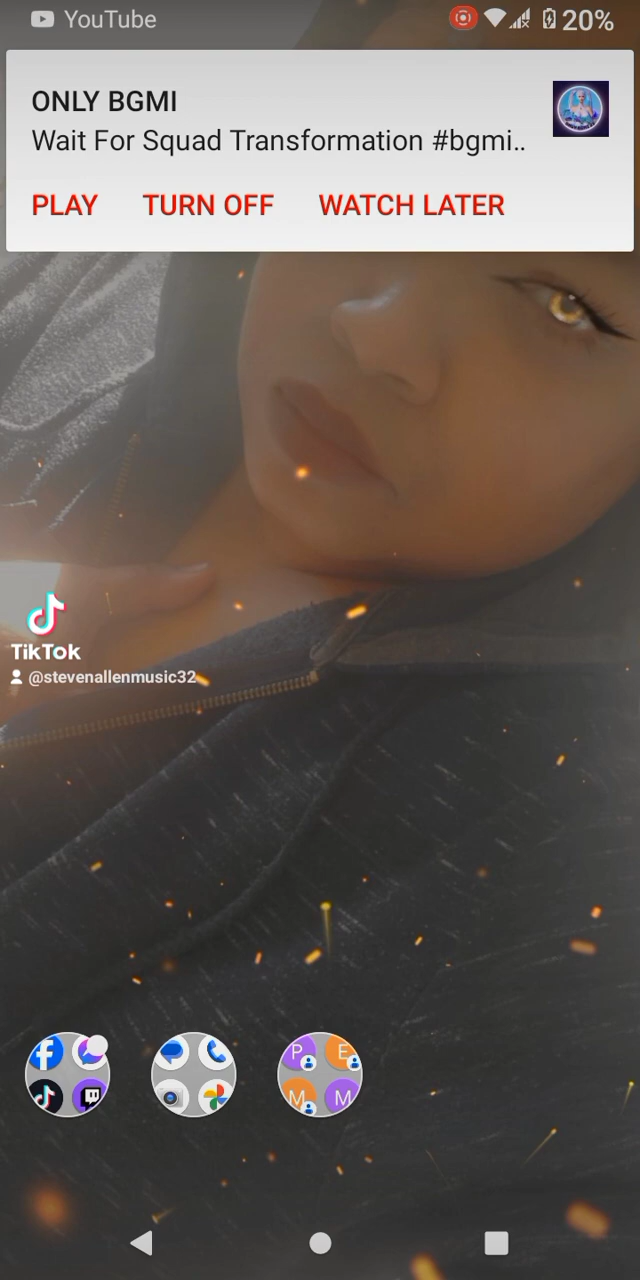 YouTube
20%
ONLY BGMI
Wait For Squad Transformation #bgmi..
PLAY TURN OFF WATCH LATER
TikTok
@stevenallenmusic32
P E
M M